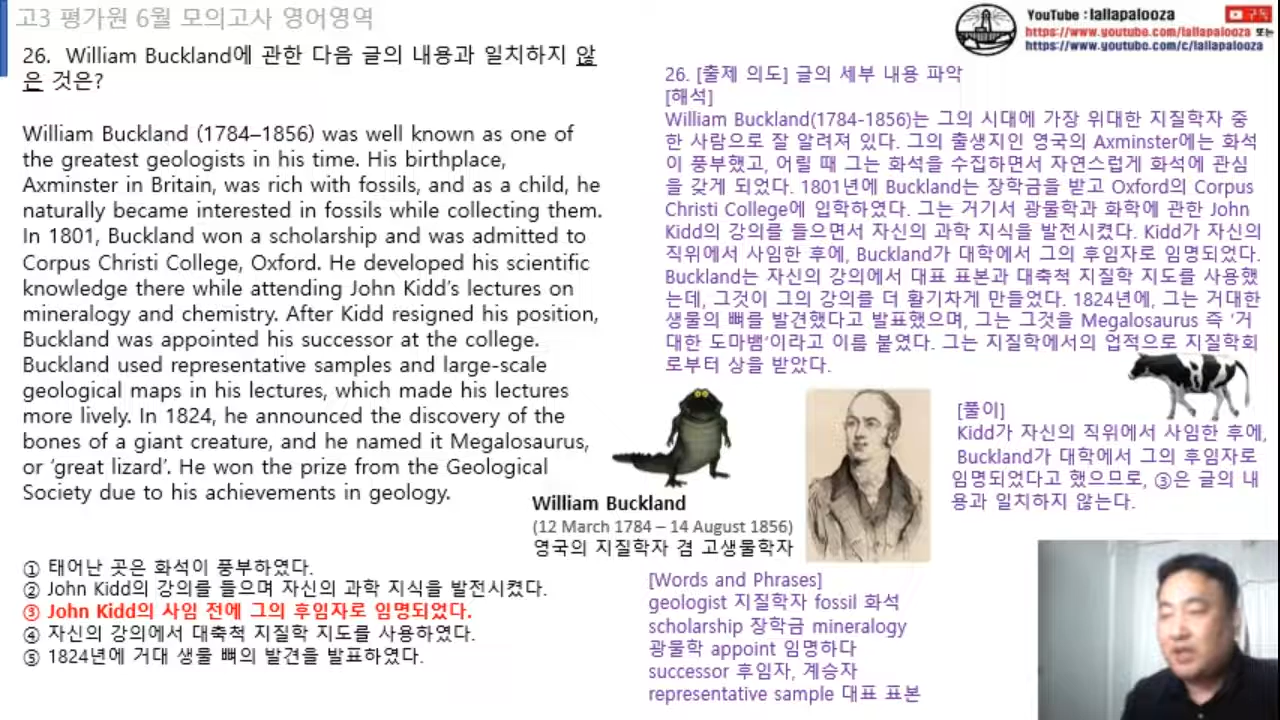 고3 평가원 6월 모의고사 영어영역
26. William Buckland에 관한 다음 글의 내용과 일치하지 않
은 것은?
William Buckland (1784–1856) was well known as one of
the greatest geologists in his time. His birthplace,
Axminster in Britain, was rich with fossils, and as a child, he
naturally became interested in fossils while collecting them.
In 1801, Buckland won a scholarship and was admitted to
Corpus Christi College, Oxford. He developed his scientific
knowledge there while attending John Kidd's lectures on
mineralogy and chemistry. After Kidd resigned his position,
Buckland was appointed his successor at the college.
Buckland used representative samples and large-scale
geological maps in his lectures, which made his lectures
more lively. In 1824, he announced the discovery of the
bones of a giant creature, and he named it Megalosaurus,
or 'great lizard'. He won the prize from the Geological
Society due to his achievements in geology.
① 태어난 곳은 화석이 풍부하였다.
② John Kidd의 강의를 들으며 자신의 과학 지식을 발전시켰다.
③ John Kidd의 사임 전에 그의 후임자로 임명되었다.
④ 자신의 강의에서 대축척 지질학 지도를 사용하였다.
⑤ 1824년에 거대 생물 뼈의 발견을 발표하였다.
YouTube : lallapalooza
구독
https://www.youtube.com/lallapalooza 또는
https://www.youtube.com/c/lallapalooza
26. [출제 의도] 글의 세부 내용 파악
[해석]
William Buckland(1784-1856)는 그의 시대에 가장 위대한 지질학자 중
한 사람으로 잘 알려져 있다. 그의 출생지인 영국의 Axminster에는 화석
이 풍부했고, 어릴 때 그는 화석을 수집하면서 자연스럽게 화석에 관심
을 갖게 되었다. 1801년에 Buckland는 장학금을 받고 Oxford의 Corpus
Christi College에 입학하였다. 그는 거기서 광물학과 화학에 관한 John
Kidd의 강의를 들으면서 자신의 과학 지식을 발전시켰다. Kidd가 자신의
직위에서 사임한 후에, Buckland가 대학에서 그의 후임자로 임명되었다.
Buckland는 자신의 강의에서 대표 표본과 대축척 지질학 지도를 사용했
는데, 그것이 그의 강의를 더 활기차게 만들었다. 1824년에, 그는 거대한
생물의 뼈를 발견했다고 발표했으며, 그는 그것을 Megalosaurus 즉 '거
대한 도마뱀'이라고 이름 붙였다. 그는 지질학에서의 업적으로 지질학회
로부터 상을 받았다.
[풀이]
Kidd가 자신의 직위에서 사임한 후에,
Buckland가 대학에서 그의 후임자로
임명되었다고 했으므로, ③은 글의 내
용과 일치하지 않는다.
William Buckland
(12 March 1784 – 14 August 1856)
영국의 지질학자 겸 고생물학자
[Words and Phrases]
geologist 지질학자 fossil 화석
scholarship 장학금 mineralogy
광물학 appoint 임명하다
successor 후임자, 계승자
representative sample 대표 표본